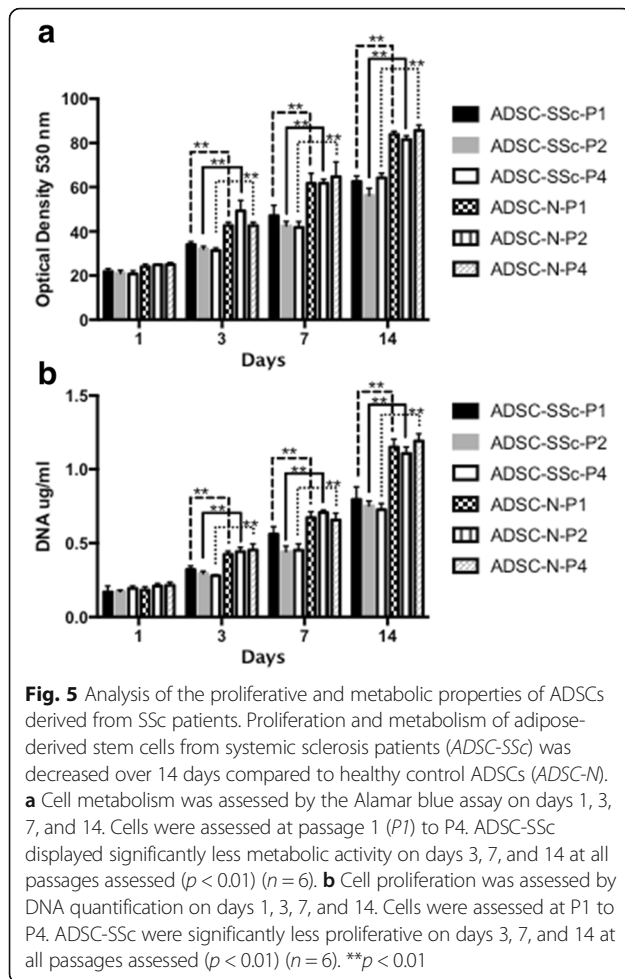 a
**
**
**
**
**
**
**
**
**
100
80
60
40
20
0
Optical Density 530 nm
1 3 7 14
Days
ADSC-SSc-P1
ADSC-SSc-P2
ADSC-SSc-P4
ADSC-N-P1
ADSC-N-P2
ADSC-N-P4
b
**
**
**
**
**
**
**
**
**
1.5
1.0
0.5
0.0
DNA ug/ml
1 3 7 14
Days
ADSC-SSc-P1
ADSC-SSc-P2
ADSC-SSc-P4
ADSC-N-P1
ADSC-N-P2
ADSC-N-P4
Fig. 5 Analysis of the proliferative and metabolic properties of ADSCs
derived from SSc patients. Proliferation and metabolism of adipose-
derived stem cells from systemic sclerosis patients (ADSC-SSc) was
decreased over 14 days compared to healthy control ADSCs (ADSC-N).
a Cell metabolism was assessed by the Alamar blue assay on days 1, 3,
7, and 14. Cells were assessed at passage 1 (P1) to P4. ADSC-SSc
displayed significantly less metabolic activity on days 3, 7, and 14 at all
passages assessed (p < 0.01) (n = 6). b Cell proliferation was assessed by
DNA quantification on days 1, 3, 7, and 14. Cells were assessed at P1 to
P4. ADSC-SSc were significantly less proliferative on days 3, 7, and 14 at
all passages assessed (p < 0.01) (n = 6). **p < 0.01